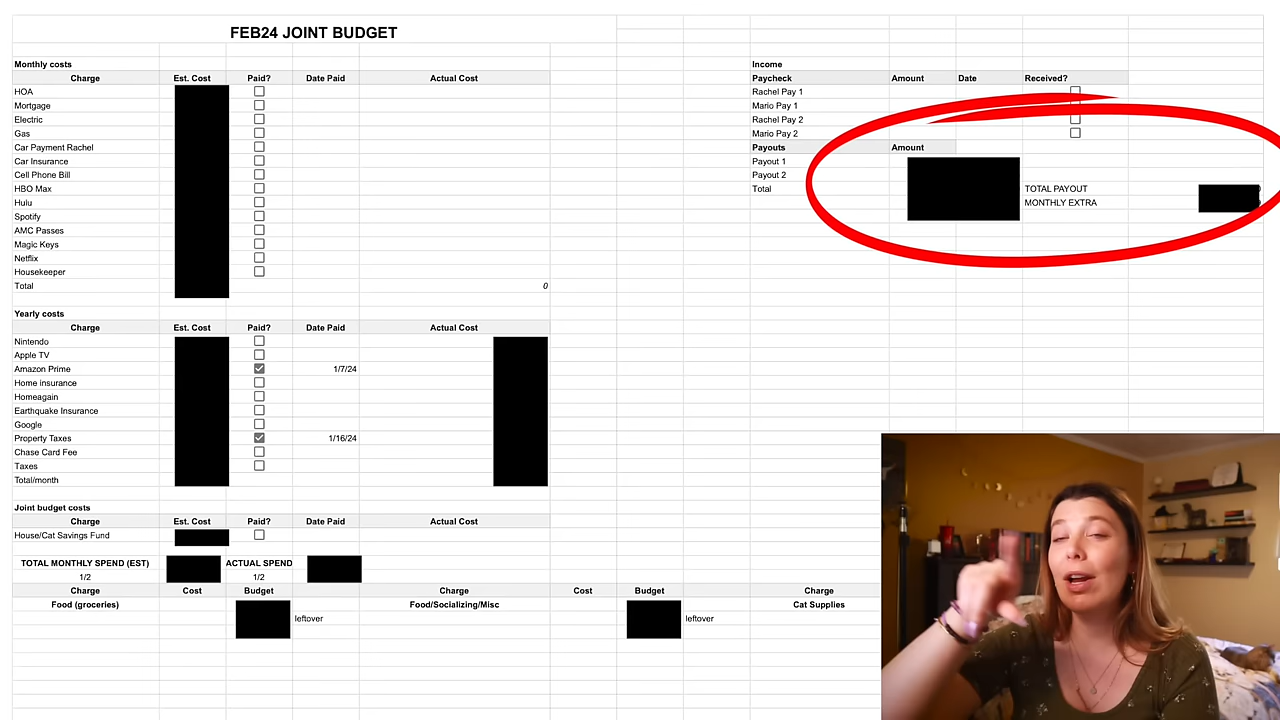 FEB24 JOINT BUDGET
Monthly costs
Charge Est. Cost Paid? Date Paid Actual Cost
HOA
Mortgage
Electric
Gas
Car Payment Rachel
Car Insurance
Cell Phone Bill
HBO Max
Hulu
Spotify
AMC Passes
Magic Keys
Netflix
Housekeeper
Total 0
Yearly costs
Charge Est. Cost Paid? Date Paid Actual Cost
Nintendo
Apple TV
Amazon Prime 1/7/24
Home insurance
Homeagain
Earthquake Insurance
Google
Property Taxes 1/16/24
Chase Card Fee
Taxes
Total/month
Joint budget costs
Charge Est. Cost Paid? Date Paid Actual Cost
House/Cat Savings Fund
TOTAL MONTHLY SPEND (EST) ACTUAL SPEND
1/2 1/2
Charge Cost Budget Charge Cost Budget Charge
Food (groceries) Food/Socializing/Misc Cat Supplies
leftover leftover
Income
Paycheck Amount Date Received?
Rachel Pay 1
Mario Pay 1
Rachel Pay 2
Mario Pay 2
Payouts Amount
Payout 1
Payout 2
Total TOTAL PAYOUT
MONTHLY EXTRA